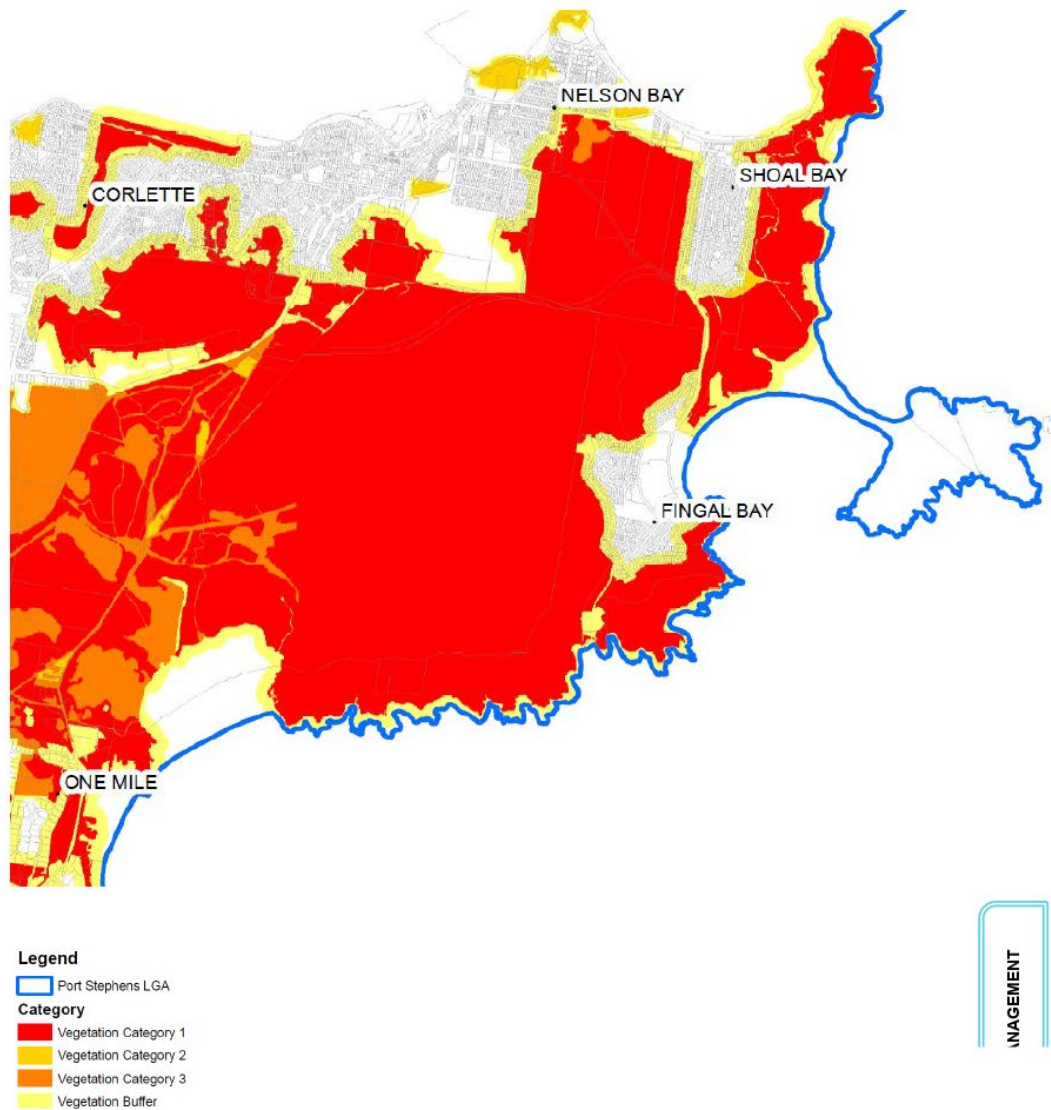 NELSON BAY
SHOAL BAY
CORLETTE
FINGAL BAY
ONE MILE
Legend
Port Stephens LGA
Category
Vegetation Category 1
Vegetation Category 2
Vegetation Category 3
Vegetation Buffer